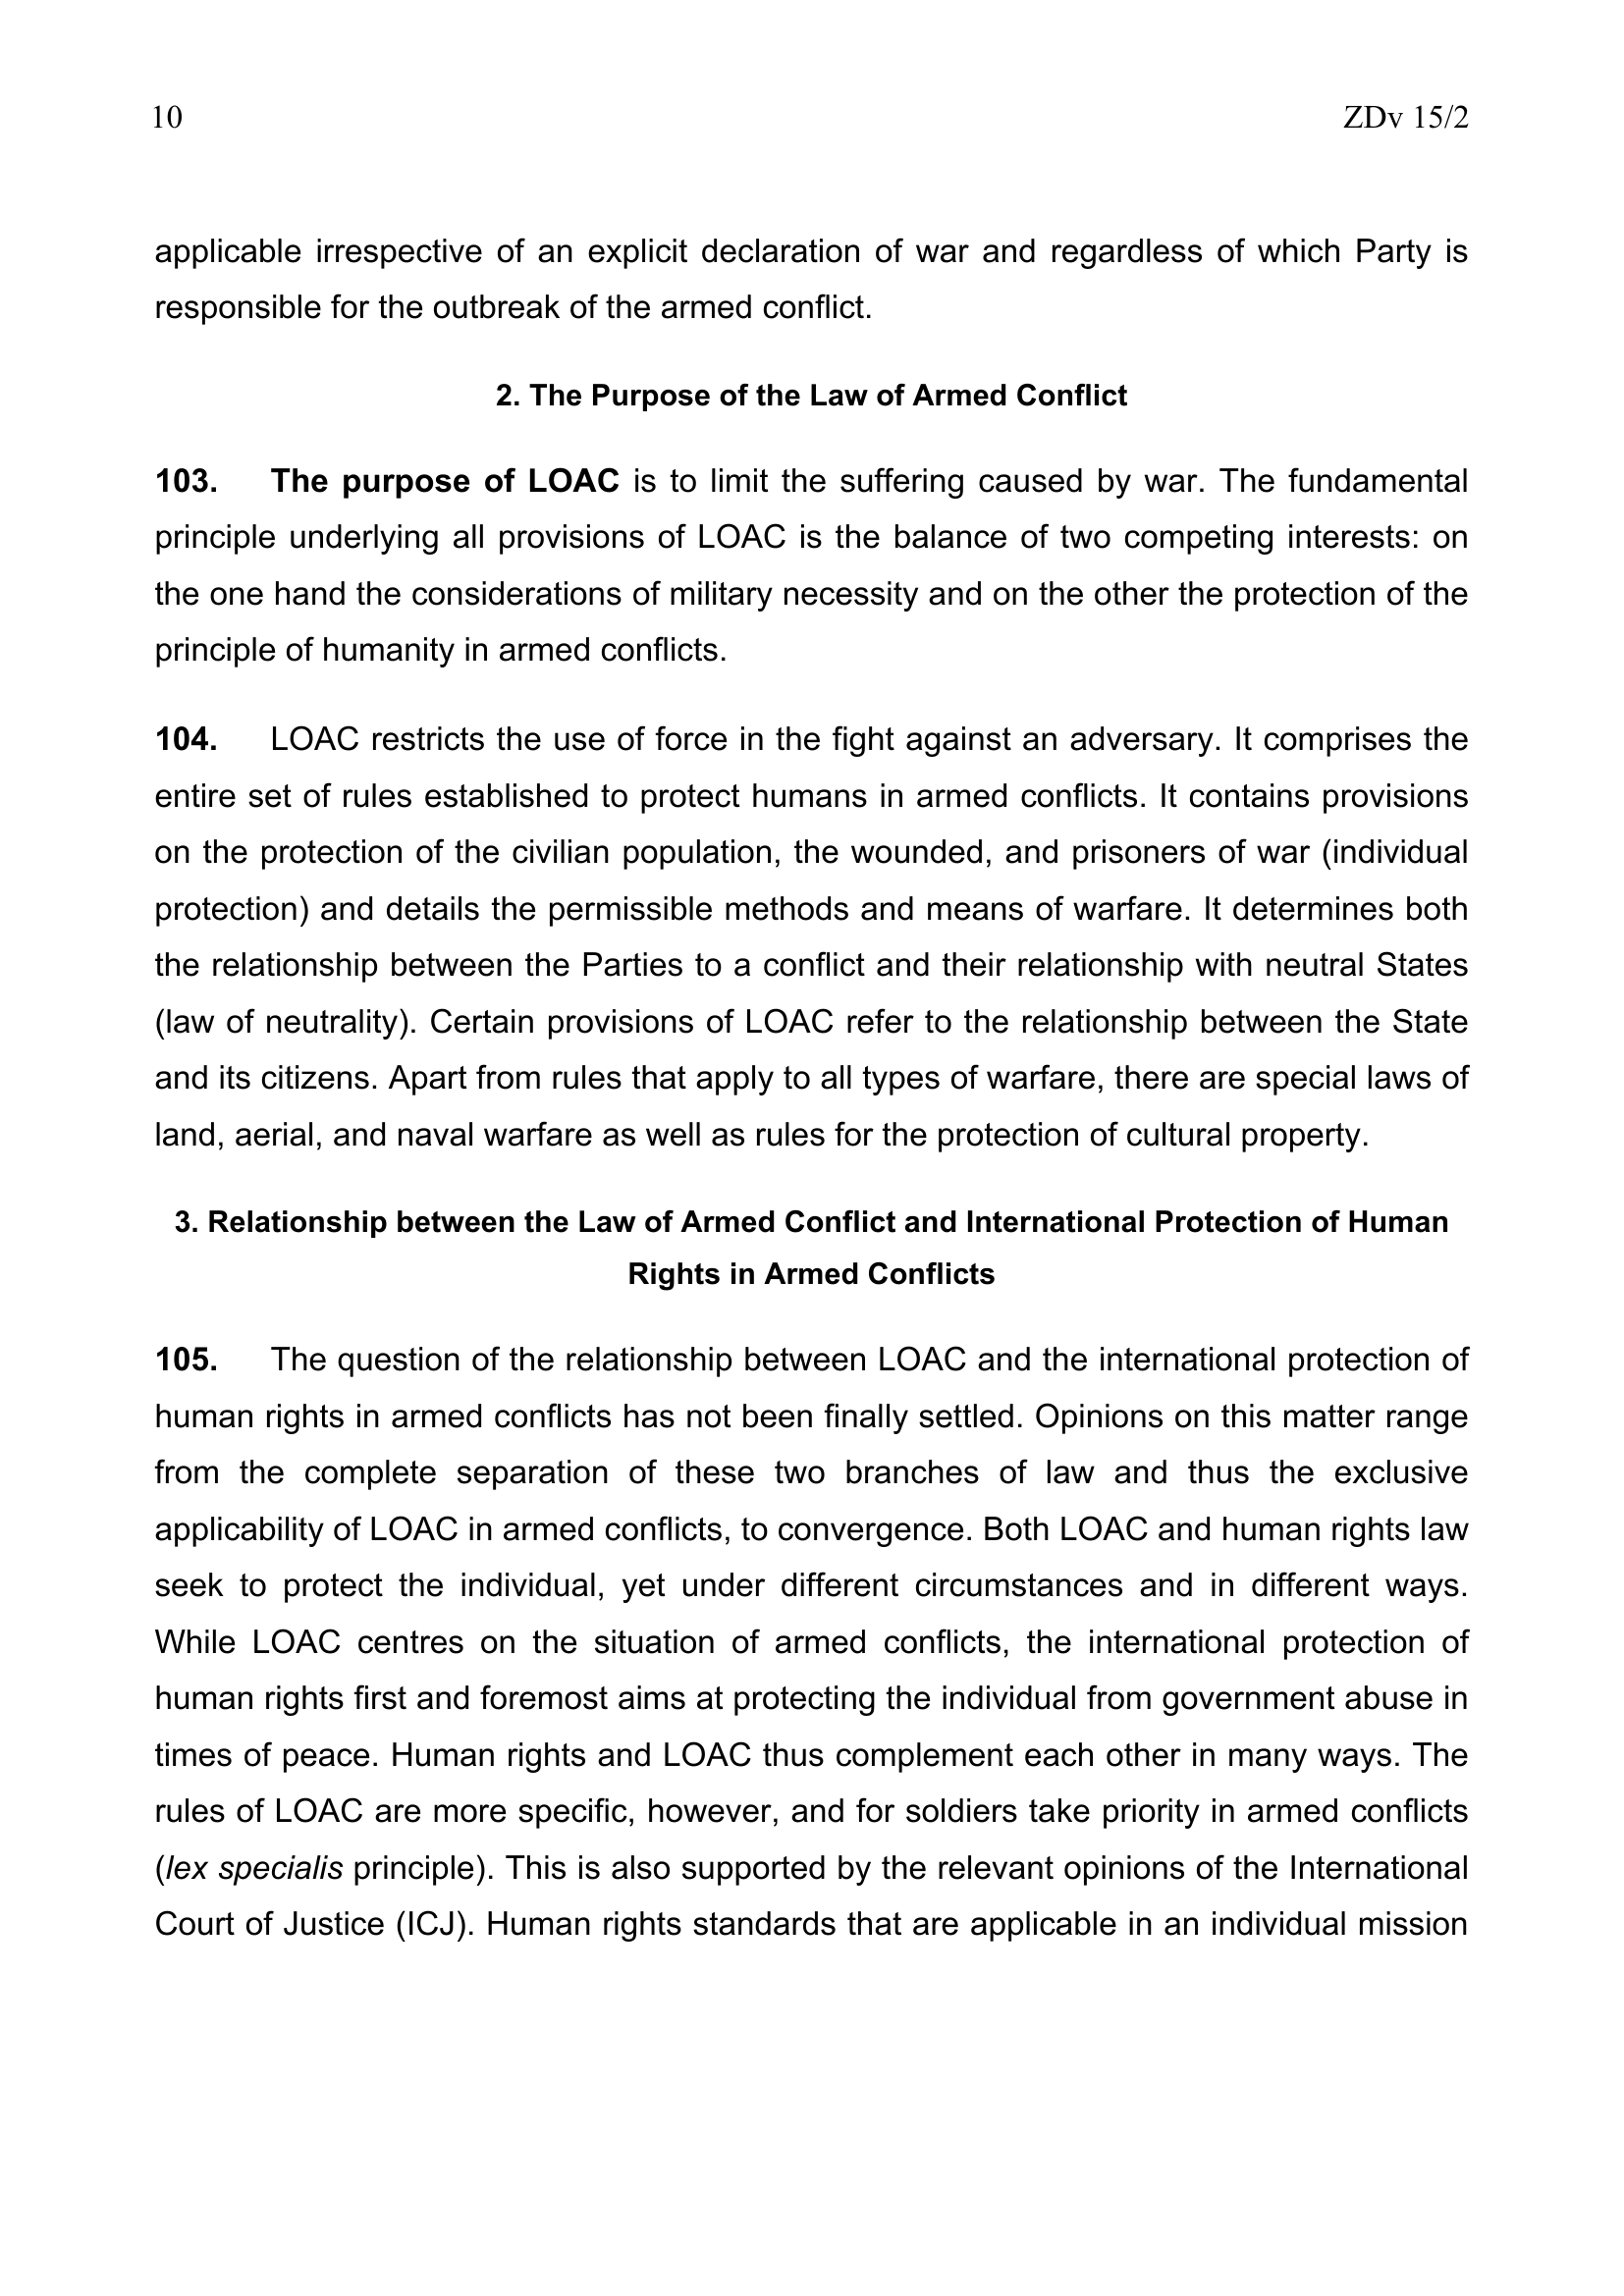 10 ZDv 15/2
applicable irrespective of an explicit declaration of war and regardless of which Party is
responsible for the outbreak of the armed conflict.
2. The Purpose of the Law of Armed Conflict
103. The purpose of LOAC is to limit the suffering caused by war. The fundamental
principle underlying all provisions of LOAC is the balance of two competing interests: on
the one hand the considerations of military necessity and on the other the protection of the
principle of humanity in armed conflicts.
104. LOAC restricts the use of force in the fight against an adversary. It comprises the
entire set of rules established to protect humans in armed conflicts. It contains provisions
on the protection of the civilian population, the wounded, and prisoners of war (individual
protection) and details the permissible methods and means of warfare. It determines both
the relationship between the Parties to a conflict and their relationship with neutral States
(law of neutrality). Certain provisions of LOAC refer to the relationship between the State
and its citizens. Apart from rules that apply to all types of warfare, there are special laws of
land, aerial, and naval warfare as well as rules for the protection of cultural property.
3. Relationship between the Law of Armed Conflict and International Protection of Human
Rights in Armed Conflicts
105. The question of the relationship between LOAC and the international protection of
human rights in armed conflicts has not been finally settled. Opinions on this matter range
from the complete separation of these two branches of law and thus the exclusive
applicability of LOAC in armed conflicts, to convergence. Both LOAC and human rights law
seek to protect the individual, yet under different circumstances and in different ways.
While LOAC centres on the situation of armed conflicts, the international protection of
human rights first and foremost aims at protecting the individual from government abuse in
times of peace. Human rights and LOAC thus complement each other in many ways. The
rules of LOAC are more specific, however, and for soldiers take priority in armed conflicts
(lex specialis principle). This is also supported by the relevant opinions of the International
Court of Justice (ICJ). Human rights standards that are applicable in an individual mission